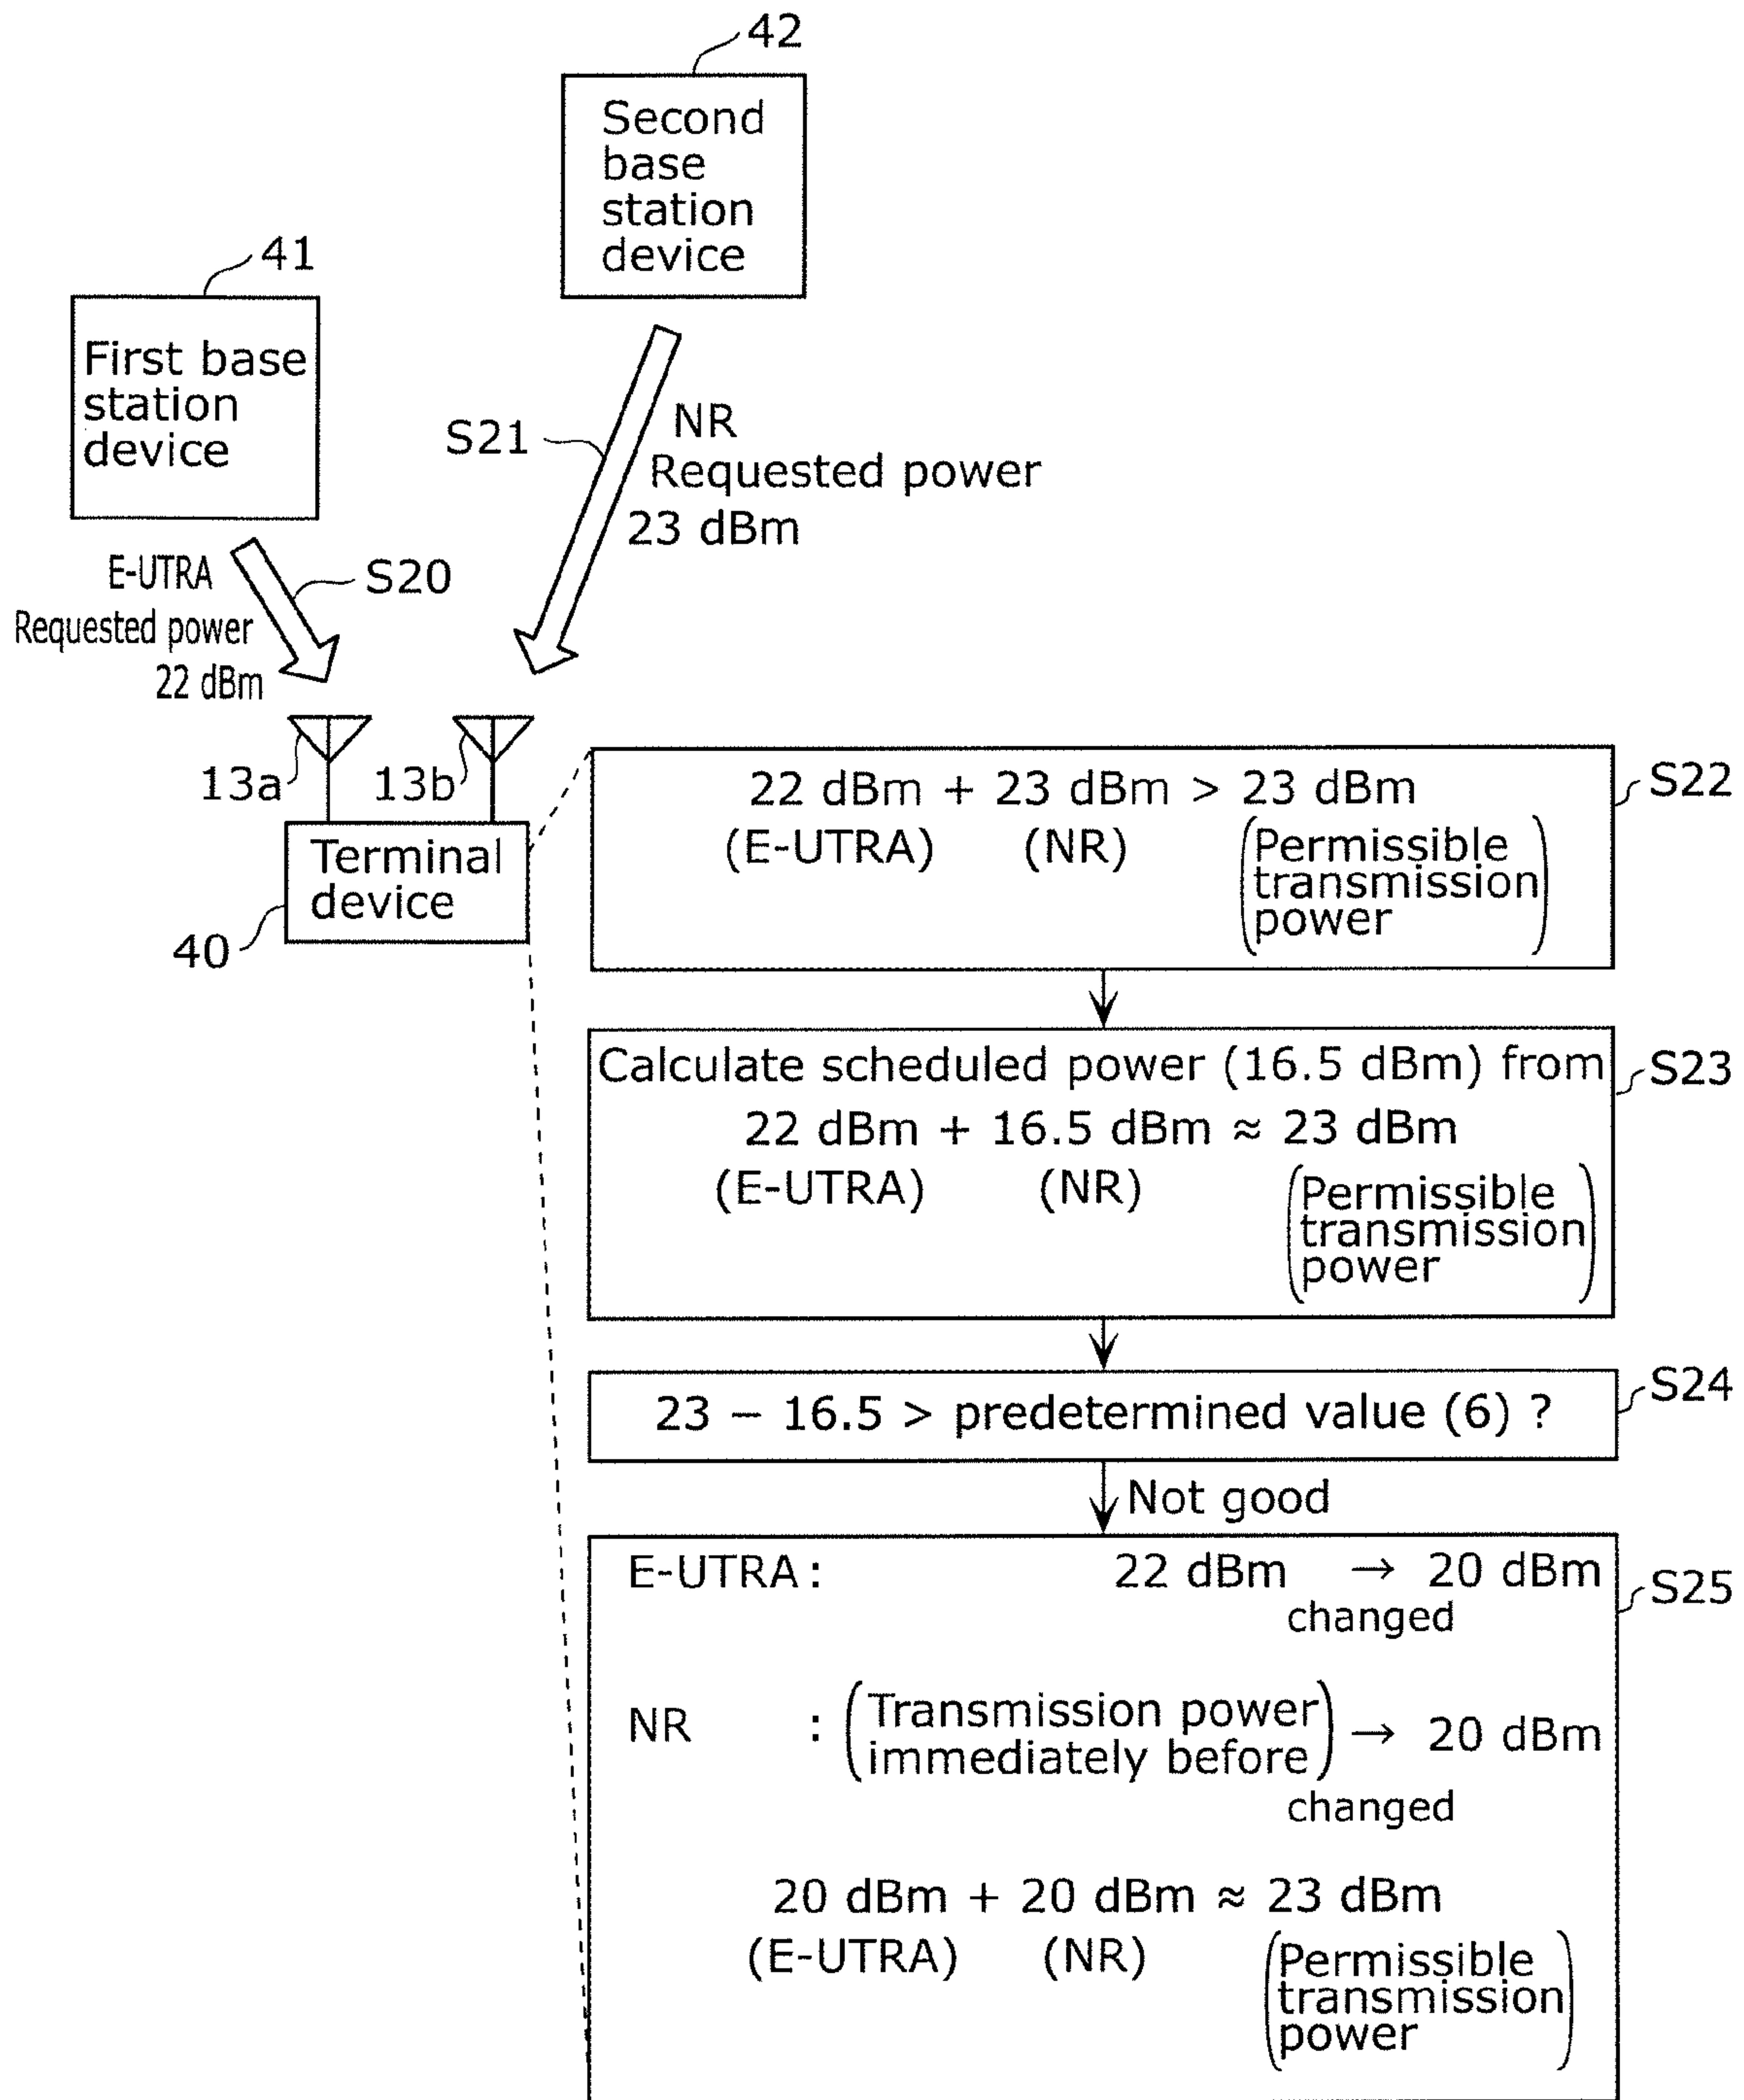 42
Second
base
station
device
41
First base
station
device
S21
NR
Requested power
23 dBm
E-UTRA
Requested power
22 dBm
S20
13a
13b
Terminal
device
40
22 dBm + 23 dBm > 23 dBm
(E-UTRA) (NR) (Permissible
transmission
power)
S22
Calculate scheduled power (16.5 dBm) from
22 dBm + 16.5 dBm ≈ 23 dBm
(E-UTRA) (NR) (Permissible
transmission
power)
S23
23 – 16.5 > predetermined value (6) ?
S24
Not good
E-UTRA: 22 dBm → 20 dBm
changed
S25
NR : (Transmission power
immediately before) → 20 dBm
changed
20 dBm + 20 dBm ≈ 23 dBm
(E-UTRA) (NR) (Permissible
transmission
power)